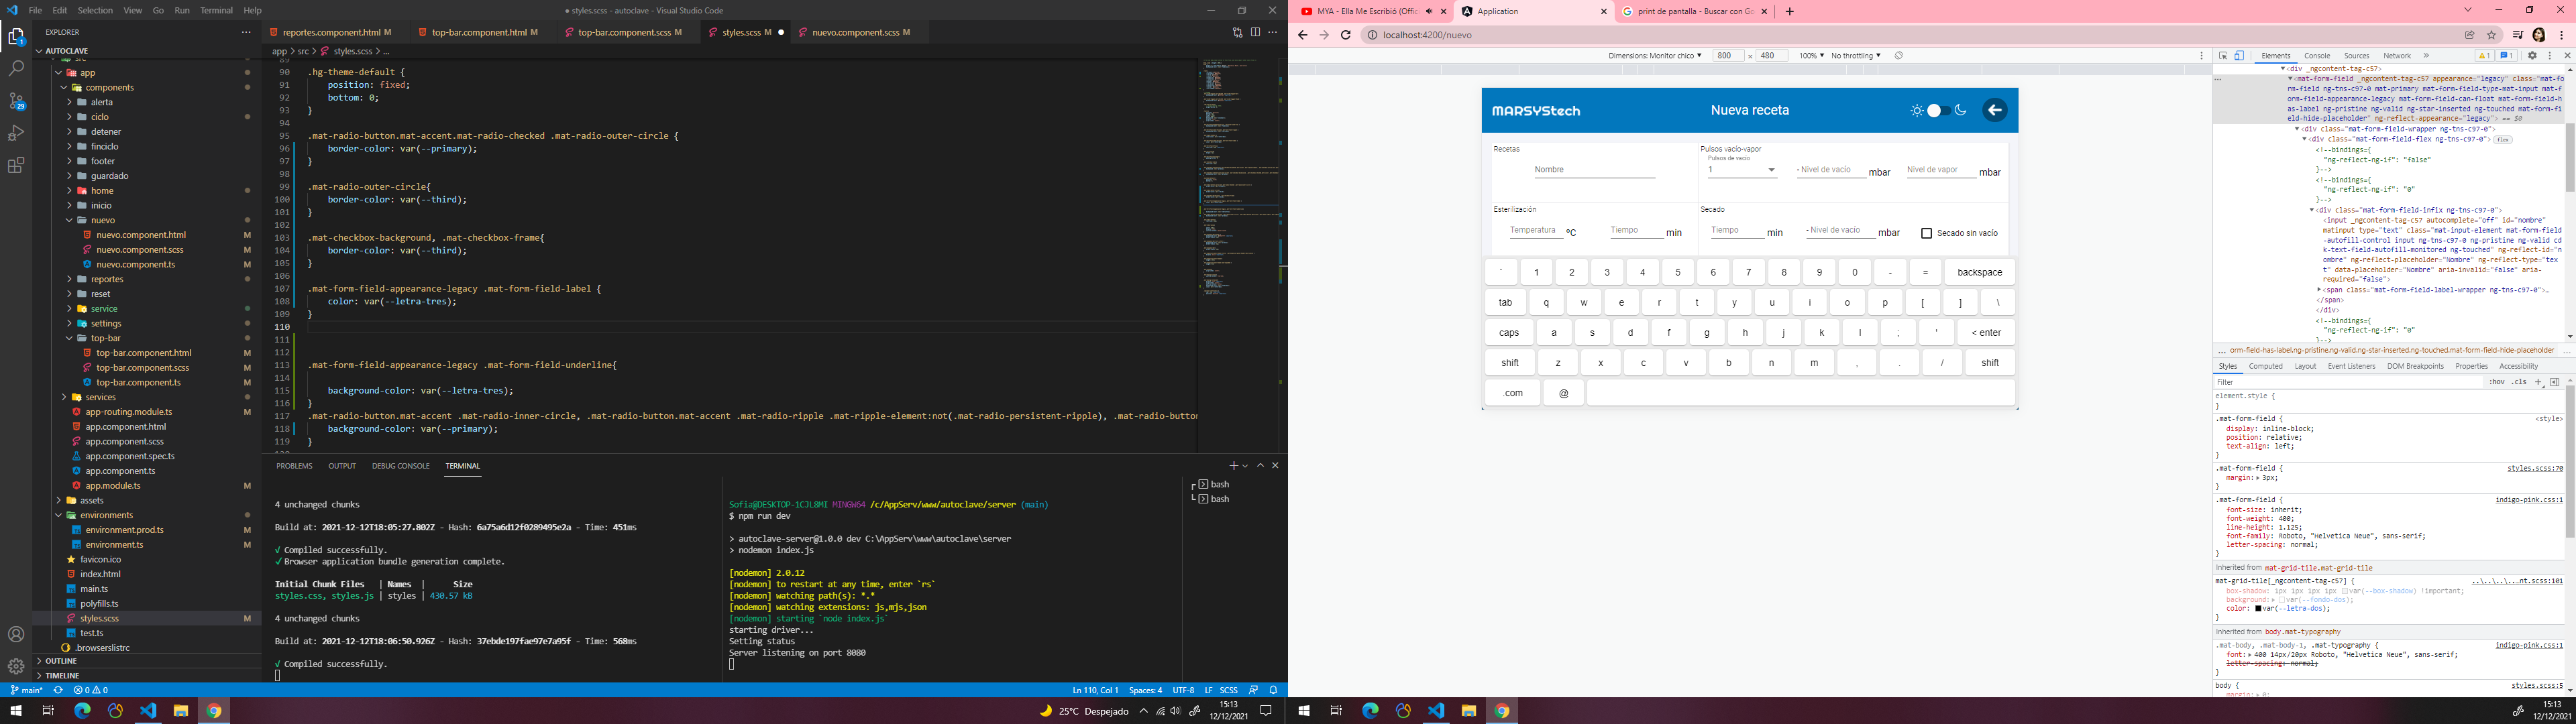 File Edit Selection View Go Run Terminal Help
● styles.scss - autoclave - Visual Studio Code
EXPLORER
AUTOCLAVE
src
app
components
alerta
ciclo
detener
finciclo
footer
guardado
home
inicio
nuevo
nuevo.component.html M
nuevo.component.scss M
nuevo.component.ts M
reportes
reset
service
settings
top-bar
top-bar.component.html M
top-bar.component.scss M
top-bar.component.ts M
services
app-routing.module.ts M
app.component.html
app.component.scss
app.component.spec.ts
app.component.ts
app.module.ts M
assets
environments
environment.prod.ts M
environment.ts M
favicon.ico
index.html
main.ts
polyfills.ts
styles.scss M
test.ts
.browserslistrc
OUTLINE
TIMELINE
reportes.component.html M top-bar.component.html M top-bar.component.scss M styles.scss M ● nuevo.component.scss M
app > src > styles.scss > ...
89
90 .hg-theme-default {
91 position: fixed;
92 bottom: 0;
93 }
94
95 .mat-radio-button.mat-accent.mat-radio-checked .mat-radio-outer-circle {
96 border-color: var(--primary);
97 }
98
99 .mat-radio-outer-circle{
100 border-color: var(--third);
101 }
102
103 .mat-checkbox-background, .mat-checkbox-frame{
104 border-color: var(--third);
105 }
106
107 .mat-form-field-appearance-legacy .mat-form-field-label {
108 color: var(--letra-tres);
109 }
110
111
112
113 .mat-form-field-appearance-legacy .mat-form-field-underline{
114
115 background-color: var(--letra-tres);
116 }
117 .mat-radio-button.mat-accent .mat-radio-inner-circle, .mat-radio-button.mat-accent .mat-radio-ripple .mat-ripple-element:not(.mat-radio-persistent-ripple), .mat-radio-button
118 background-color: var(--primary);
119 }
PROBLEMS OUTPUT DEBUG CONSOLE TERMINAL
4 unchanged chunks
Build at: 2021-12-12T18:05:27.802Z - Hash: 6a75a6d12f0289495e2a - Time: 451ms
√ Compiled successfully.
√ Browser application bundle generation complete.
Initial Chunk Files | Names | Size
styles.css, styles.js | styles | 430.57 kB
4 unchanged chunks
Build at: 2021-12-12T18:06:50.926Z - Hash: 37ebde197fae97e7a95f - Time: 568ms
√ Compiled successfully.
Sofia@DESKTOP-1CJL8MI MINGW64 /c/AppServ/www/autoclave/server (main)
$ npm run dev
> autoclave-server@1.0.0 dev C:\AppServ\www\autoclave\server
> nodemon index.js
[nodemon] 2.0.12
[nodemon] to restart at any time, enter `rs`
[nodemon] watching path(s): *.*
[nodemon] watching extensions: js,mjs,json
[nodemon] starting `node index.js`
starting driver...
Setting status
Server listening on port 8080
bash
bash
29
main* 0 0 Ln 110, Col 1 Spaces: 4 UTF-8 LF SCSS
25°C Despejado 15:13
12/12/2021
MYA - Ella Me Escribió (Offic Application print de pantalla - Buscar con Go
localhost:4200/nuevo
Dimensions: Monitor chico 800 × 480 100% No throttling
MARSYStech Nueva receta
Recetas
Nombre
Pulsos vacío-vapor
Pulsos de vacío
1 - Nivel de vacío mbar Nivel de vapor mbar
Esterilización
Temperatura ºC Tiempo min
Secado
Tiempo min - Nivel de vacío mbar Secado sin vacío
` 1 2 3 4 5 6 7 8 9 0 - = backspace
tab q w e r t y u i o p [ ] \
caps a s d f g h j k l ; ' < enter
shift z x c v b n m , . / shift
.com @
Elements Console Sources Network » 1 1
<div _ngcontent-tag-c57>
<mat-form-field _ngcontent-tag-c57 appearance="legacy" class="mat-fo
rm-field ng-tns-c97-0 mat-primary mat-form-field-type-mat-input mat-
form-field-appearance-legacy mat-form-field-can-float mat-form-field-h
as-label ng-pristine ng-valid ng-star-inserted ng-touched mat-form-fi
eld-hide-placeholder" ng-reflect-appearance="legacy"> == $0
<div class="mat-form-field-wrapper ng-tns-c97-0">
<div class="mat-form-field-flex ng-tns-c97-0"> flex
<!--bindings={
"ng-reflect-ng-if": "false"
}-->
<!--bindings={
"ng-reflect-ng-if": "0"
}-->
<div class="mat-form-field-infix ng-tns-c97-0">
<input _ngcontent-tag-c57 autocomplete="off" id="nombre"
matinput type="text" class="mat-input-element mat-form-field
-autofill-control input ng-tns-c97-0 ng-pristine ng-valid cd
k-text-field-autofill-monitored ng-touched" ng-reflect-id="n
ombre" ng-reflect-placeholder="Nombre" ng-reflect-type="tex
t" data-placeholder="Nombre" aria-invalid="false" aria-
required="false">
<span class="mat-form-field-label-wrapper ng-tns-c97-0">…
</span>
</div>
<!--bindings={
"ng-reflect-ng-if": "0"
}-->
... orm-field-has-label.ng-pristine.ng-valid.ng-star-inserted.ng-touched.mat-form-field-hide-placeholder ...
Styles Computed Layout Event Listeners DOM Breakpoints Properties Accessibility
Filter :hov .cls +
element.style {
}
.mat-form-field { <style>
display: inline-block;
position: relative;
text-align: left;
}
.mat-form-field { styles.scss:70
margin: 3px;
}
.mat-form-field { indigo-pink.css:1
font-size: inherit;
font-weight: 400;
line-height: 1.125;
font-family: Roboto, "Helvetica Neue", sans-serif;
letter-spacing: normal;
}
Inherited from mat-grid-tile.mat-grid-tile
mat-grid-tile[_ngcontent-tag-c57] { ..\..\..\...nt.scss:101
box-shadow: 1px 1px 1px 1px var(--box-shadow) !important;
background: var(--fondo-dos);
color: var(--letra-dos);
}
Inherited from body.mat-typography
.mat-body, .mat-body-1, .mat-typography { indigo-pink.css:1
font: 400 14px/20px Roboto, "Helvetica Neue", sans-serif;
letter-spacing: normal;
}
body { styles.scss:5
margin: 0;
15:13
12/12/2021